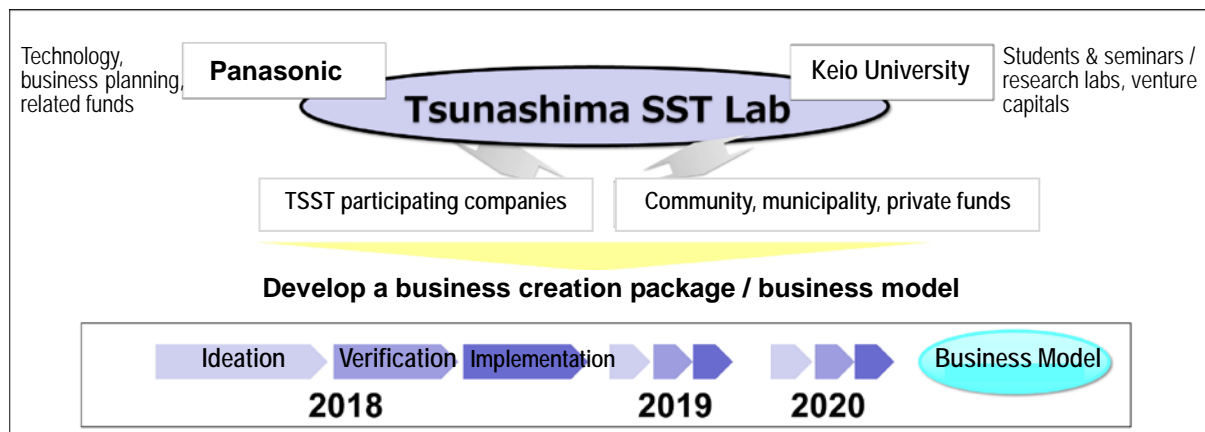 Technology,
business planning,
related funds
Panasonic
Keio University
Students & seminars /
research labs, venture
capitals
Tsunashima SST Lab
TSST participating companies
Community, municipality, private funds
Develop a business creation package / business model
Ideation
Verification
Implementation
Business Model
2018
2019
2020